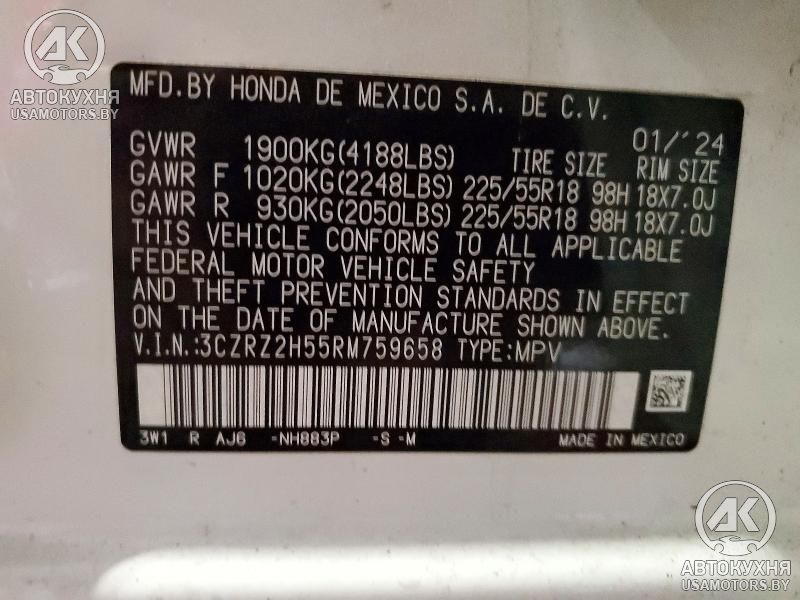 AK
АВТОКУХНЯ
USAMOTORS.BY
MFD.BY HONDA DE MEXICO S.A. DE C.V.
01/'24
GVWR 1900KG(4188LBS) TIRE SIZE RIM SIZE
GAWR F 1020KG(2248LBS) 225/55R18 98H 18X7.0J
GAWR R 930KG(2050LBS) 225/55R18 98H 18X7.0J
THIS VEHICLE CONFORMS TO ALL APPLICABLE
FEDERAL MOTOR VEHICLE SAFETY
AND THEFT PREVENTION STANDARDS IN EFFECT
ON THE DATE OF MANUFACTURE SHOWN ABOVE.
V.I.N.:3CZRZ2H55RM759658 TYPE:MPV
3W1 R AJ6 -NH883P -S -M MADE IN MEXICO
AK
АВТОКУХНЯ
USAMOTORS.BY